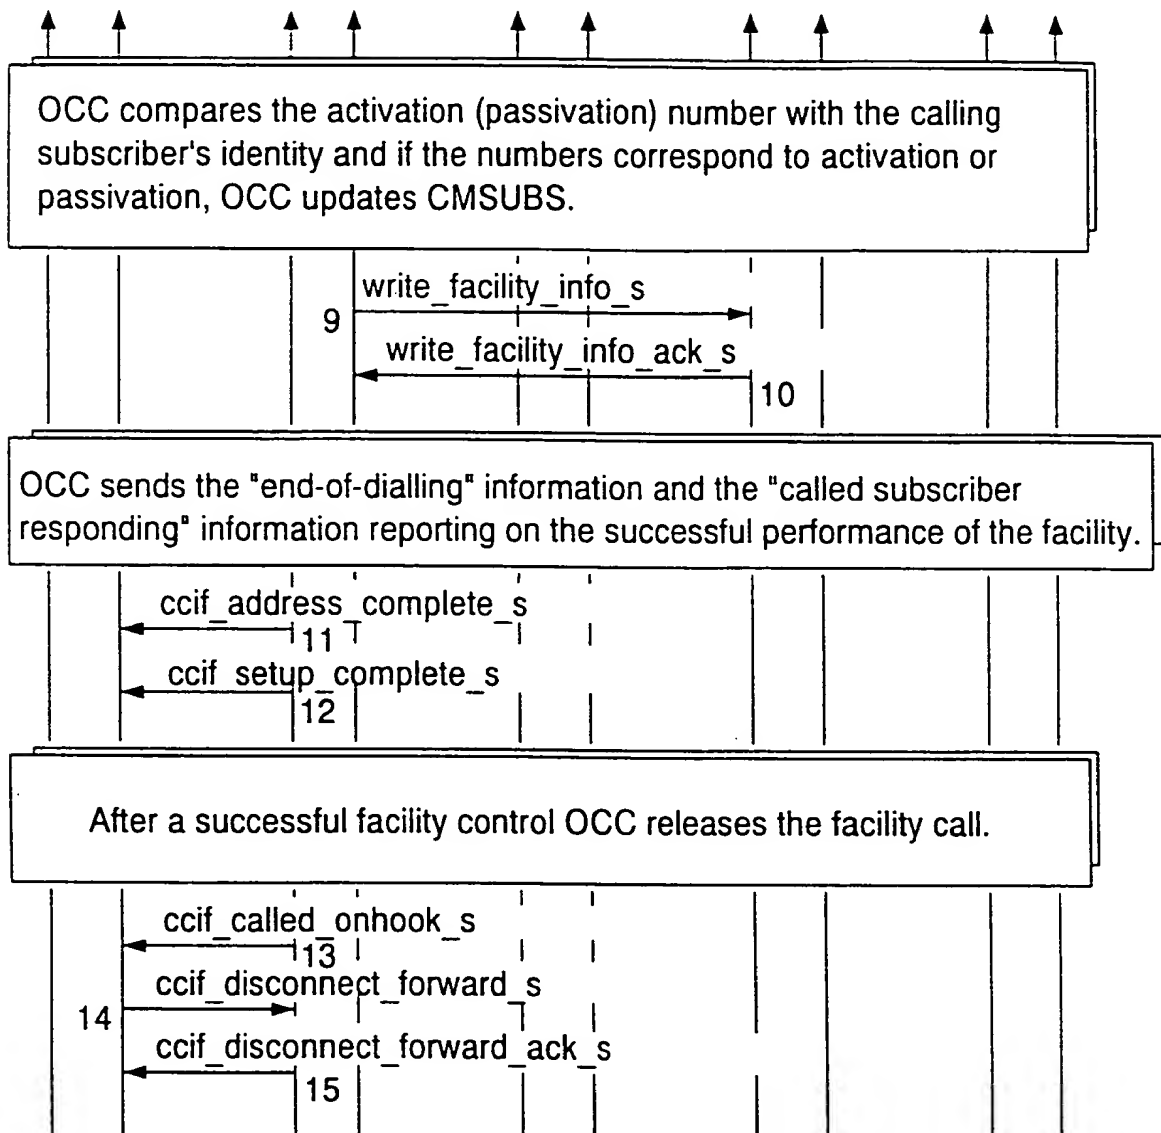 OCC compares the activation (passivation) number with the calling
subscriber's identity and if the numbers correspond to activation or
passivation, OCC updates CMSUBS.
write_facility_info_s
9
write_facility_info_ack_s
10
OCC sends the "end-of-dialling" information and the "called subscriber
responding" information reporting on the successful performance of the facility.
ccif_address_complete_s
11
ccif_setup_complete_s
12
After a successful facility control OCC releases the facility call.
ccif_called_onhook_s
13
ccif_disconnect_forward_s
14
ccif_disconnect_forward_ack_s
15